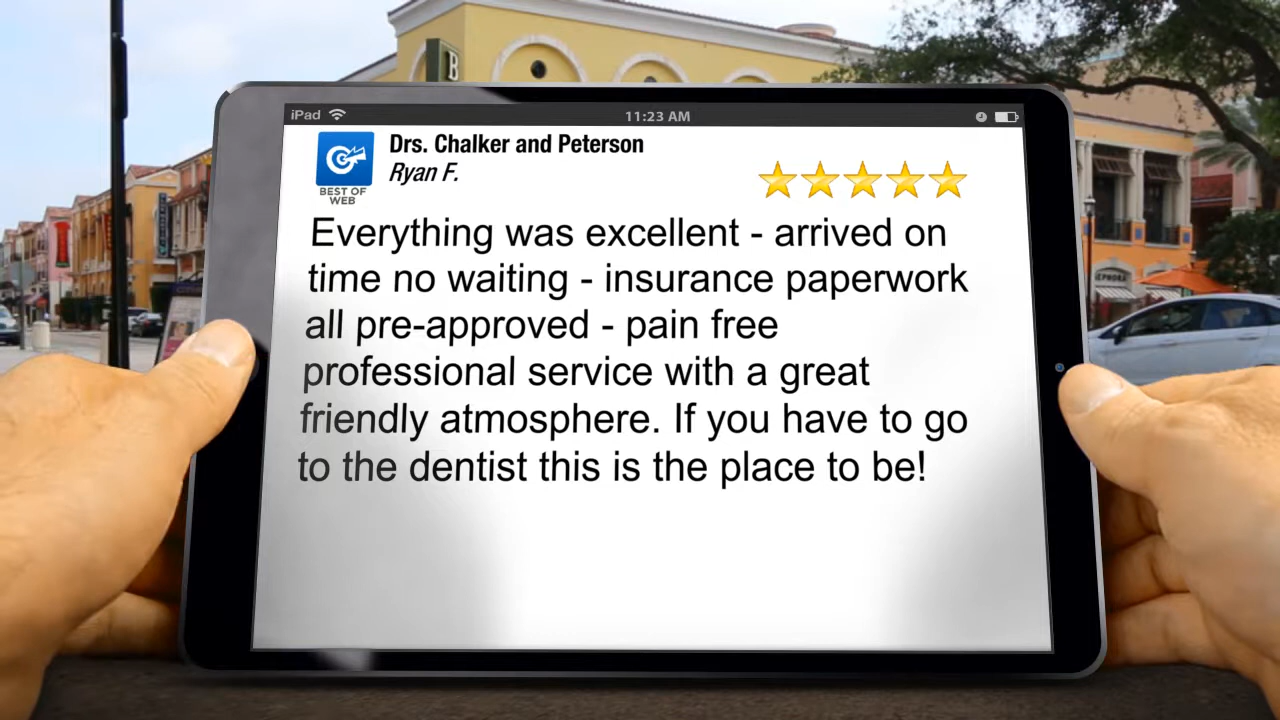 iPad
11:23 AM
Drs. Chalker and Peterson
Ryan F.
BEST OF
WEB
Everything was excellent - arrived on
time no waiting - insurance paperwork
all pre-approved - pain free
professional service with a great
friendly atmosphere. If you have to go
to the dentist this is the place to be!
B
SEPHORA